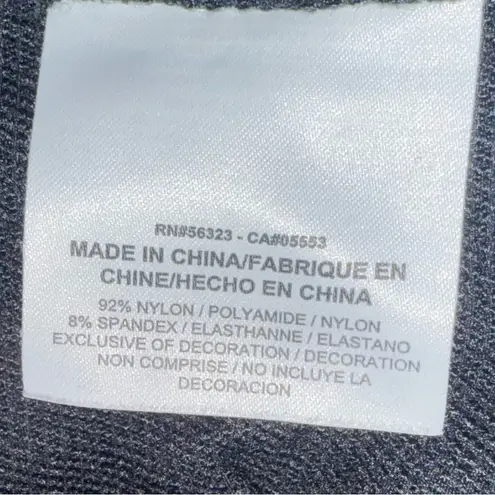 RN#56323 - CA#05553
MADE IN CHINA/FABRIQUE EN
CHINE/HECHO EN CHINA
92% NYLON / POLYAMIDE / NYLON
8% SPANDEX / ELASTHANNE / ELASTANO
EXCLUSIVE OF DECORATION / DECORATION
NON COMPRISE / NO INCLUYE LA
DECORACION